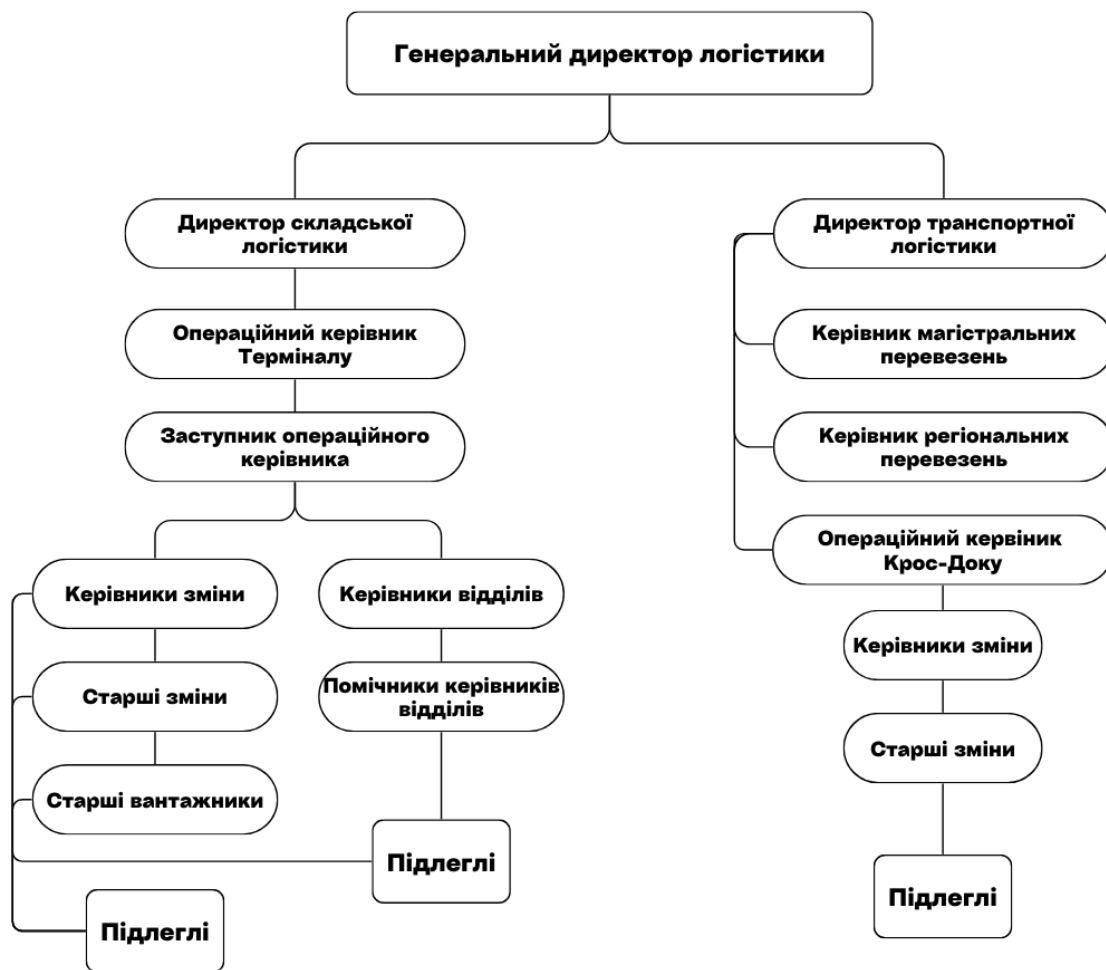 Генеральний директор логістики
Директор складської
логістики
Директор транспортної
логістики
Операційний керівник
Терміналу
Керівник магістральних
перевезень
Заступник операційного
керівника
Керівник регіональних
перевезень
Операційний кервіник
Крос-Доку
Керівники зміни
Керівники відділів
Керівники зміни
Старші зміни
Помічники керівників
відділів
Старші зміни
Старші вантажники
Підлеглі
Підлеглі
Підлеглі